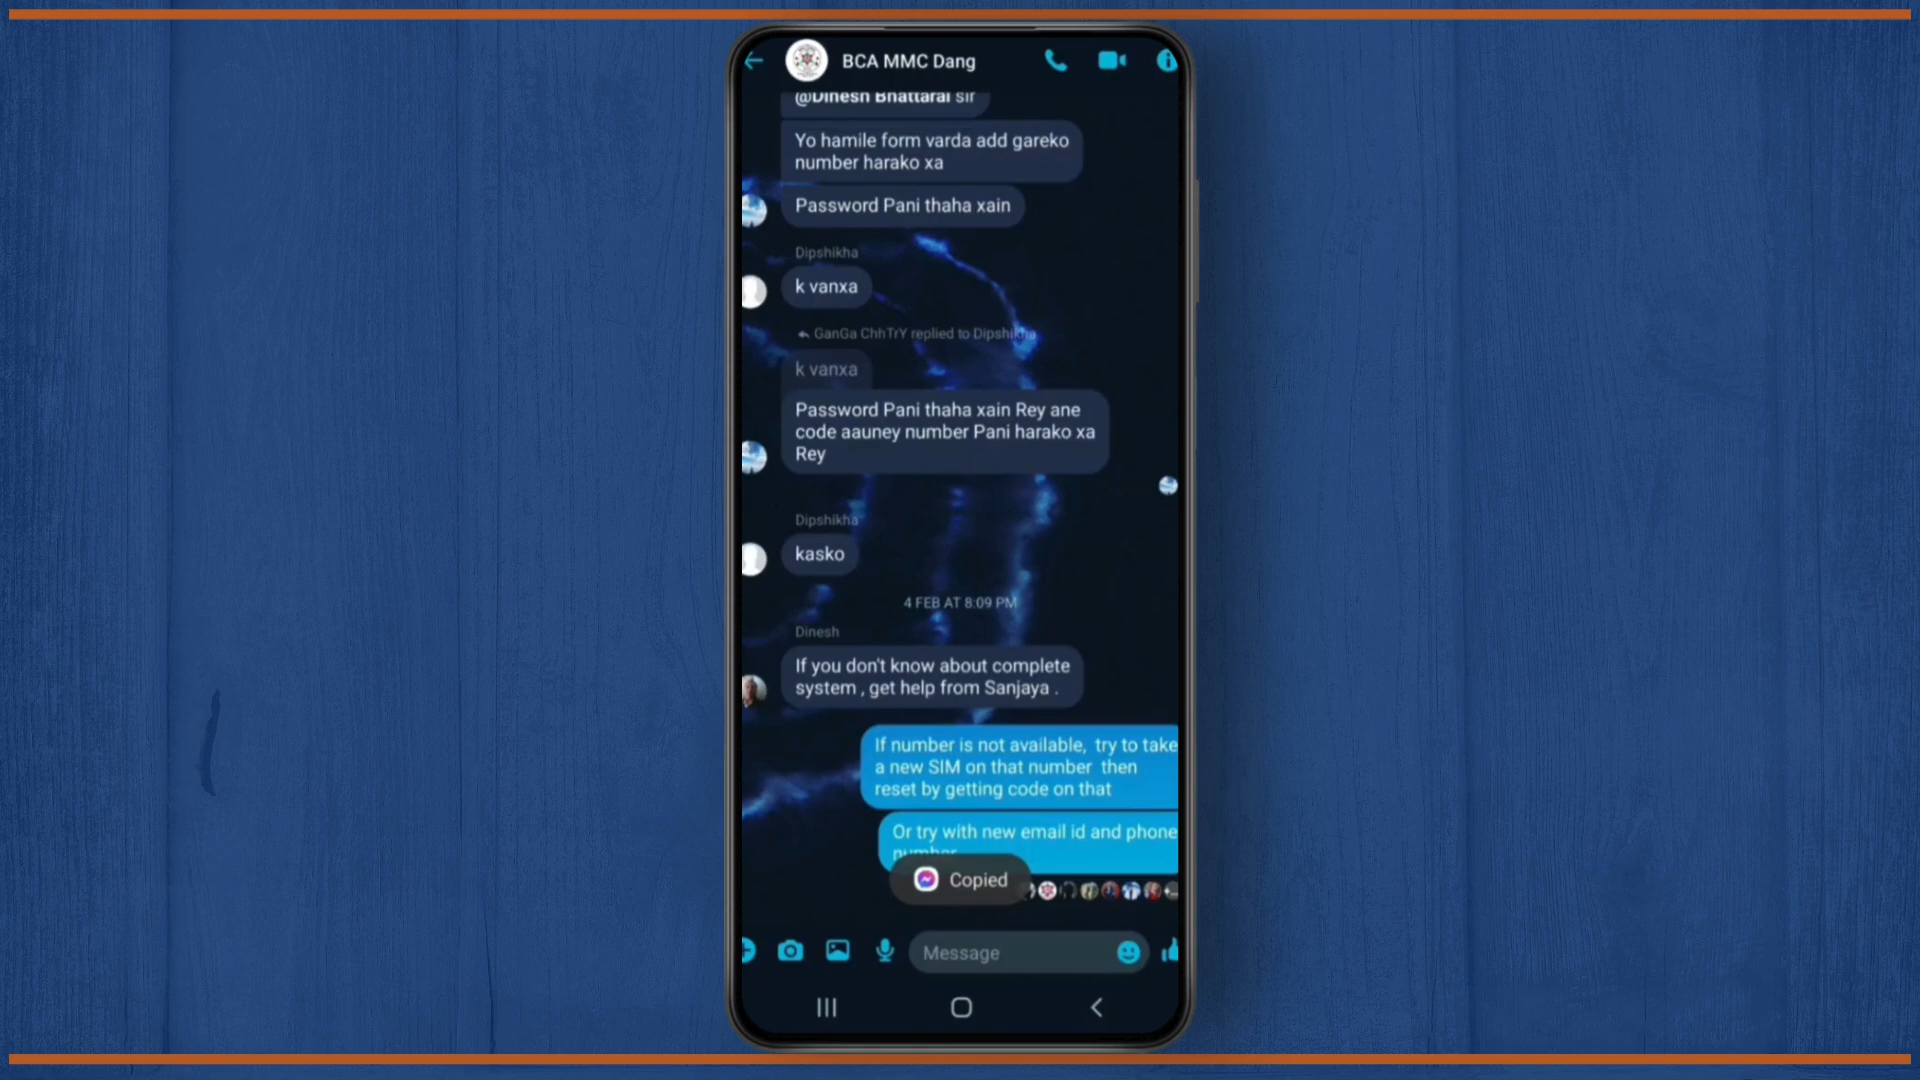 BCA MMC Dang
@Dinesh Bhattarai sir
Yo hamile form varda add gareko
number harako xa
Password Pani thaha xain
Dipshikha
k vanxa
GanGa ChhTrY replied to Dipshikha
k vanxa
Password Pani thaha xain Rey ane
code aauney number Pani harako xa
Rey
Dipshikha
kasko
4 FEB AT 8:09 PM
Dinesh
If you don't know about complete
system , get help from Sanjaya .
If number is not available, try to take
a new SIM on that number then
reset by getting code on that
Or try with new email id and phone
number
Copied
Message